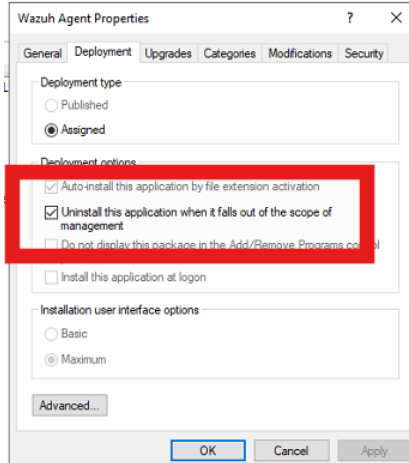 Wazuh Agent Properties
? ×
General Deployment Upgrades Categories Modifications Security
Deployment type
Published
Assigned
Deployment options
Auto-install this application by file extension activation
Uninstall this application when it falls out of the scope of
management
Do not display this package in the Add/Remove Programs control
Install this application at logon
Installation user interface options
Basic
Maximum
Advanced...
OK Cancel Apply